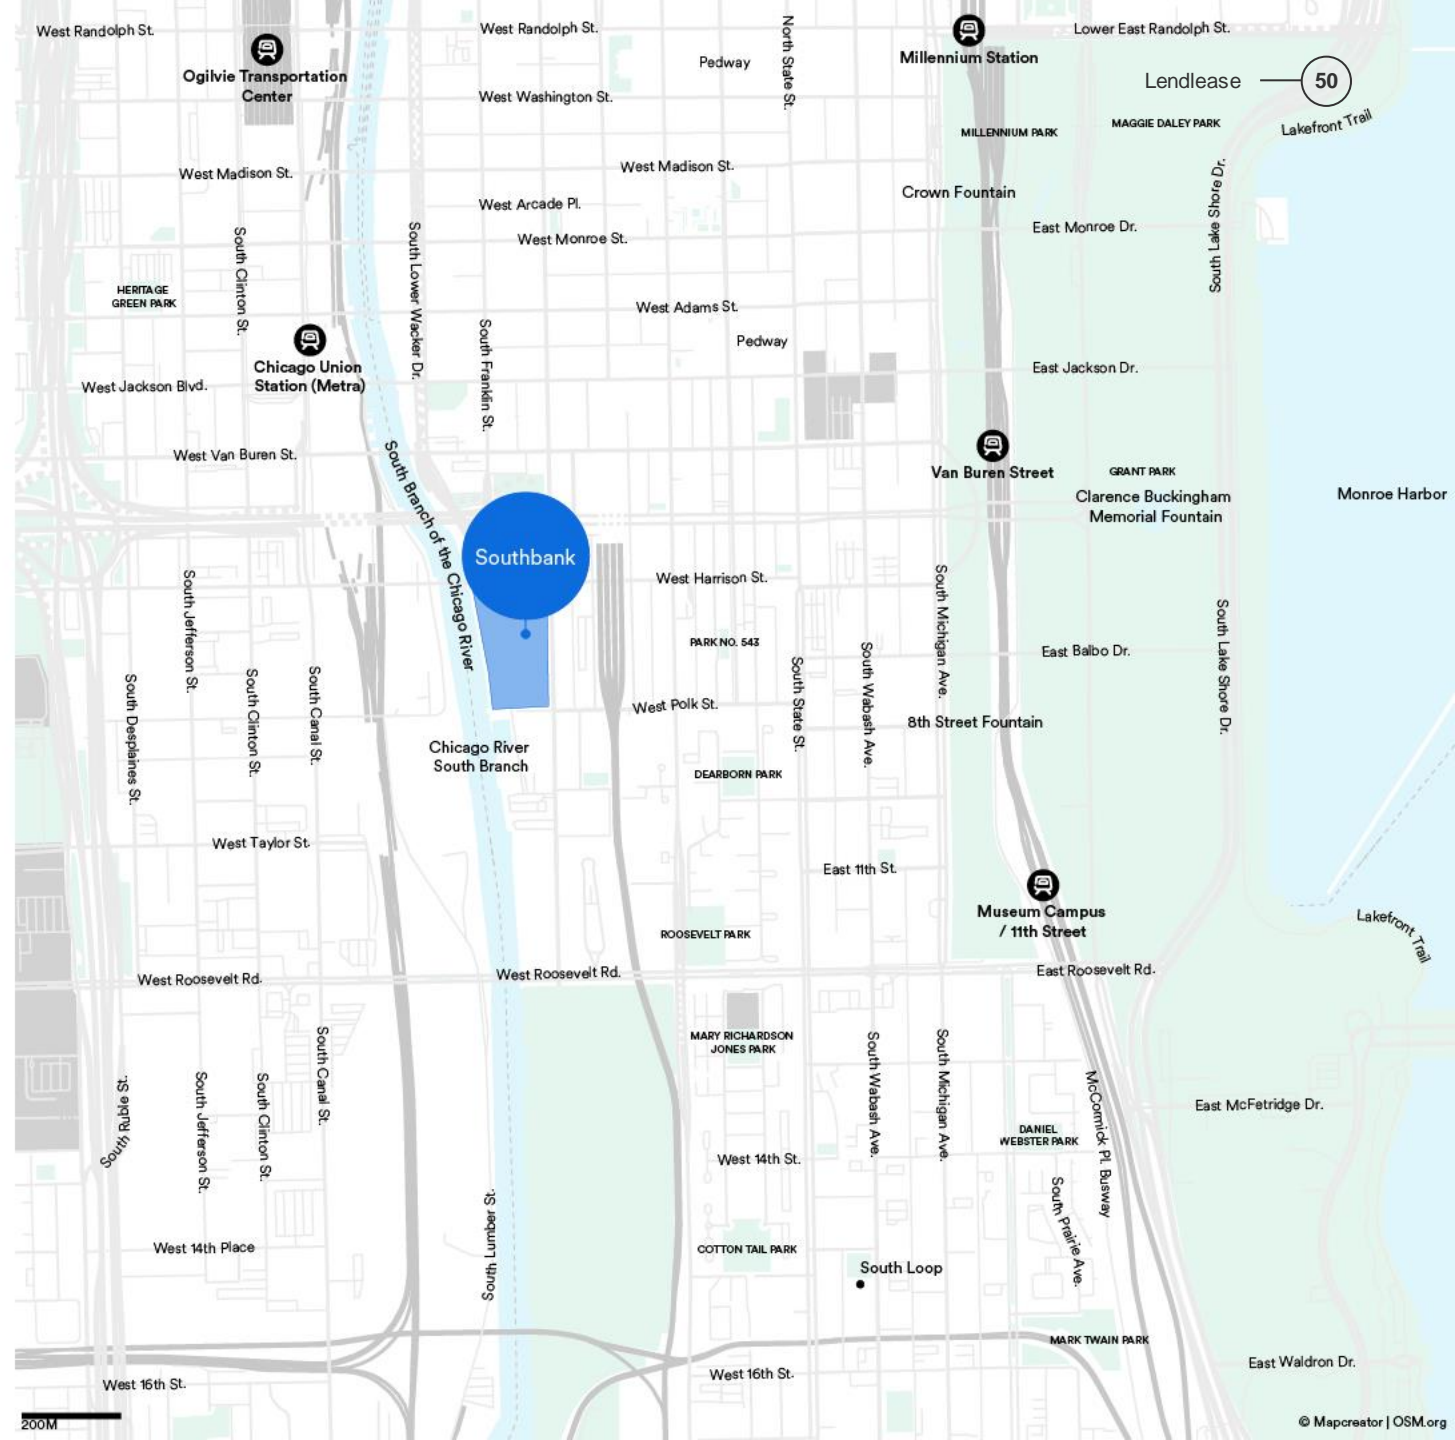 West Randolph St.
West Randolph St.
North State St.
Lower East Randolph St.
Ogilvie Transportation
Center
Pedway
Millennium Station
Lendlease
50
West Washington St.
MILLENNIUM PARK
MAGGIE DALEY PARK
Lakefront Trail
West Madison St.
West Madison St.
South Lake Shore Dr.
Crown Fountain
West Arcade Pl.
West Monroe St.
East Monroe Dr.
South Clinton St.
South Lower Wacker Dr.
HERITAGE
GREEN PARK
West Adams St.
South Franklin St.
Pedway
Chicago Union
Station (Metra)
East Jackson Dr.
West Jackson Blvd.
West Van Buren St.
South Branch of the Chicago River
Van Buren Street
GRANT PARK
Clarence Buckingham
Memorial Fountain
Monroe Harbor
Southbank
West Harrison St.
South Jefferson St.
South Michigan Ave.
South Lake Shore Dr.
PARK NO. 543
East Balbo Dr.
South Desplaines St.
South Clinton St.
South Canal St.
South State St.
South Wabash Ave.
West Polk St.
8th Street Fountain
Chicago River
South Branch
DEARBORN PARK
West Taylor St.
East 11th St.
Museum Campus
/ 11th Street
Lakefront Trail
ROOSEVELT PARK
West Roosevelt Rd.
West Roosevelt Rd.
East Roosevelt Rd.
MARY RICHARDSON
JONES PARK
South Canal St.
South Wabash Ave.
South Michigan Ave.
South Ruble St.
South Jefferson St.
South Clinton St.
McCormick Pl. Busway
East McFetridge Dr.
DANIEL
WEBSTER PARK
West 14th St.
South Prairie Ave.
South Lumber St.
West 14th Place
COTTON TAIL PARK
South Loop
MARK TWAIN PARK
East Waldron Dr.
West 16th St.
West 16th St.
200M
© Mapcreator | OSM.org